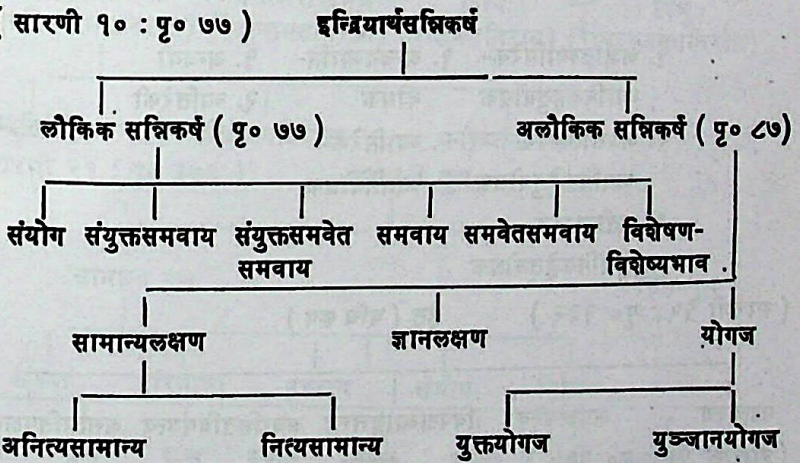 ( सारणी १० : पृ० ७७ ) इन्द्रियार्थसन्निकर्ष
लौकिक सन्निकर्ष ( पृ० ७७ ) अलौकिक सन्निकर्ष ( पृ० ८७)
संयोग संयुक्तसमवाय संयुक्तसमवेत समवाय समवेतसमवाय विशेषण-
समवाय विशेष्यभाव
सामान्यलक्षण ज्ञानलक्षण योगज
अनित्यसामान्य नित्यसामान्य युक्तयोगज युञ्जानयोगज